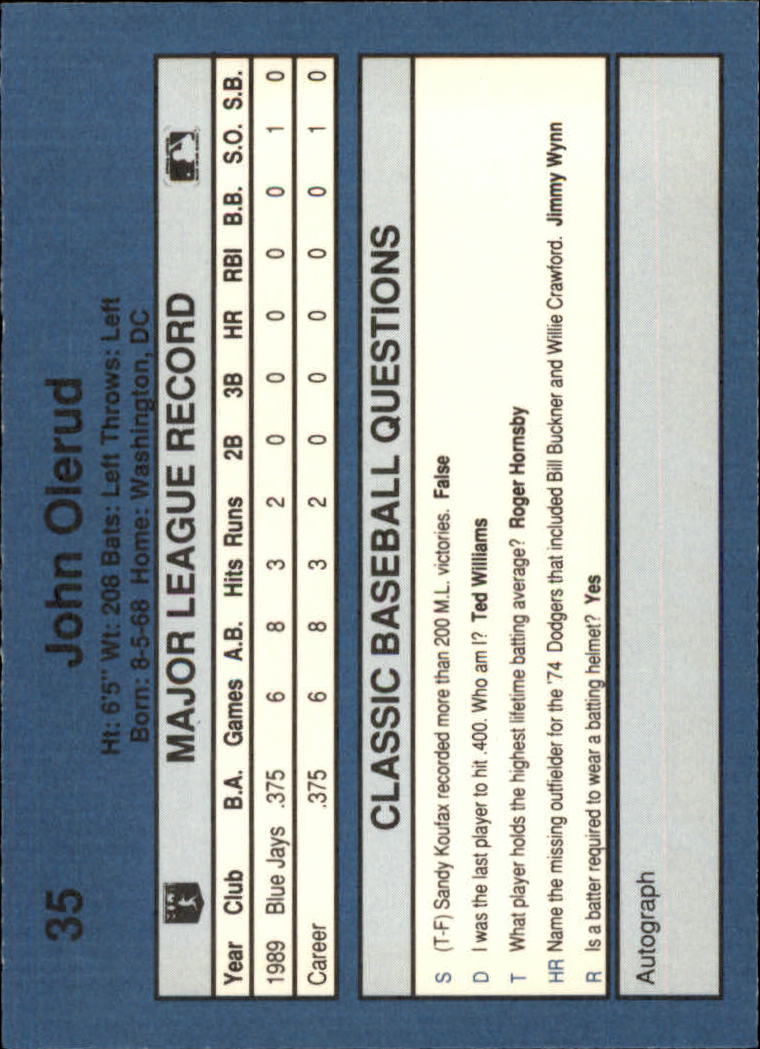 35
John Olerud
Ht: 6'5" Wt: 208 Bats: Left Throws: Left
Born: 8-5-68 Home: Washington, DC
MAJOR LEAGUE RECORD
Year Club B.A. Games A.B. Hits Runs 2B 3B HR RBI B.B. S.O. S.B.
1989 Blue Jays .375 6 8 3 2 0 0 0 0 0 1 0
Career .375 6 8 3 2 0 0 0 0 0 1 0
CLASSIC BASEBALL QUESTIONS
S (T-F) Sandy Koufax recorded more than 200 M.L. victories. False
D I was the last player to hit .400. Who am I? Ted Williams
T What player holds the highest lifetime batting average? Roger Hornsby
HR Name the missing outfielder for the '74 Dodgers that included Bill Buckner and Willie Crawford. Jimmy Wynn
R Is a batter required to wear a batting helmet? Yes
Autograph